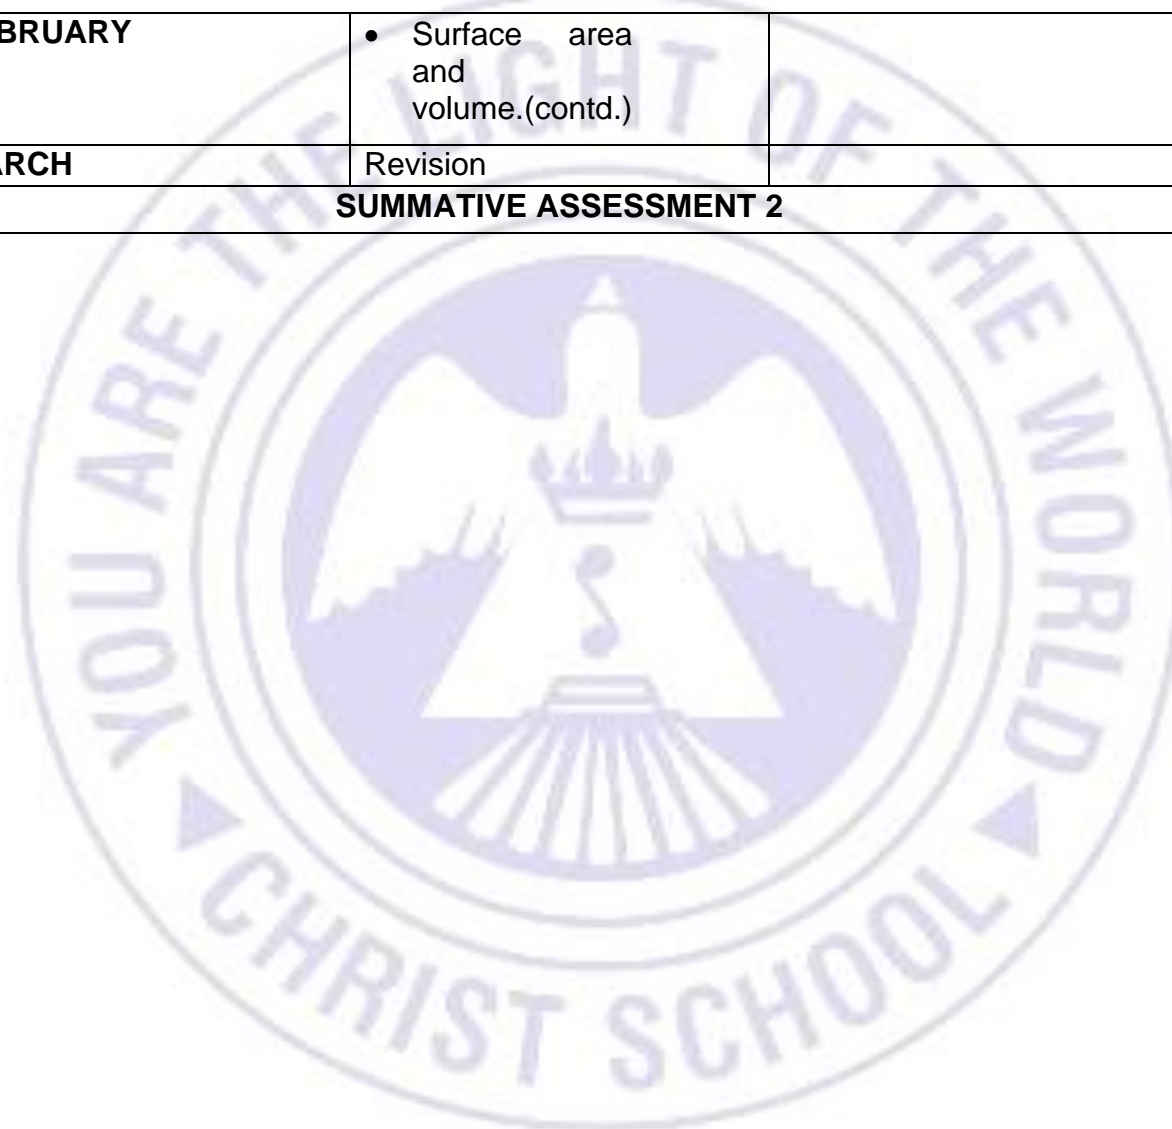 BRUARY
• Surface area
and
volume.(contd.)
ARCH
Revision
SUMMATIVE ASSESSMENT 2
YOU ARE THE LIGHT OF THE WORLD
CHRIST SCHOOL